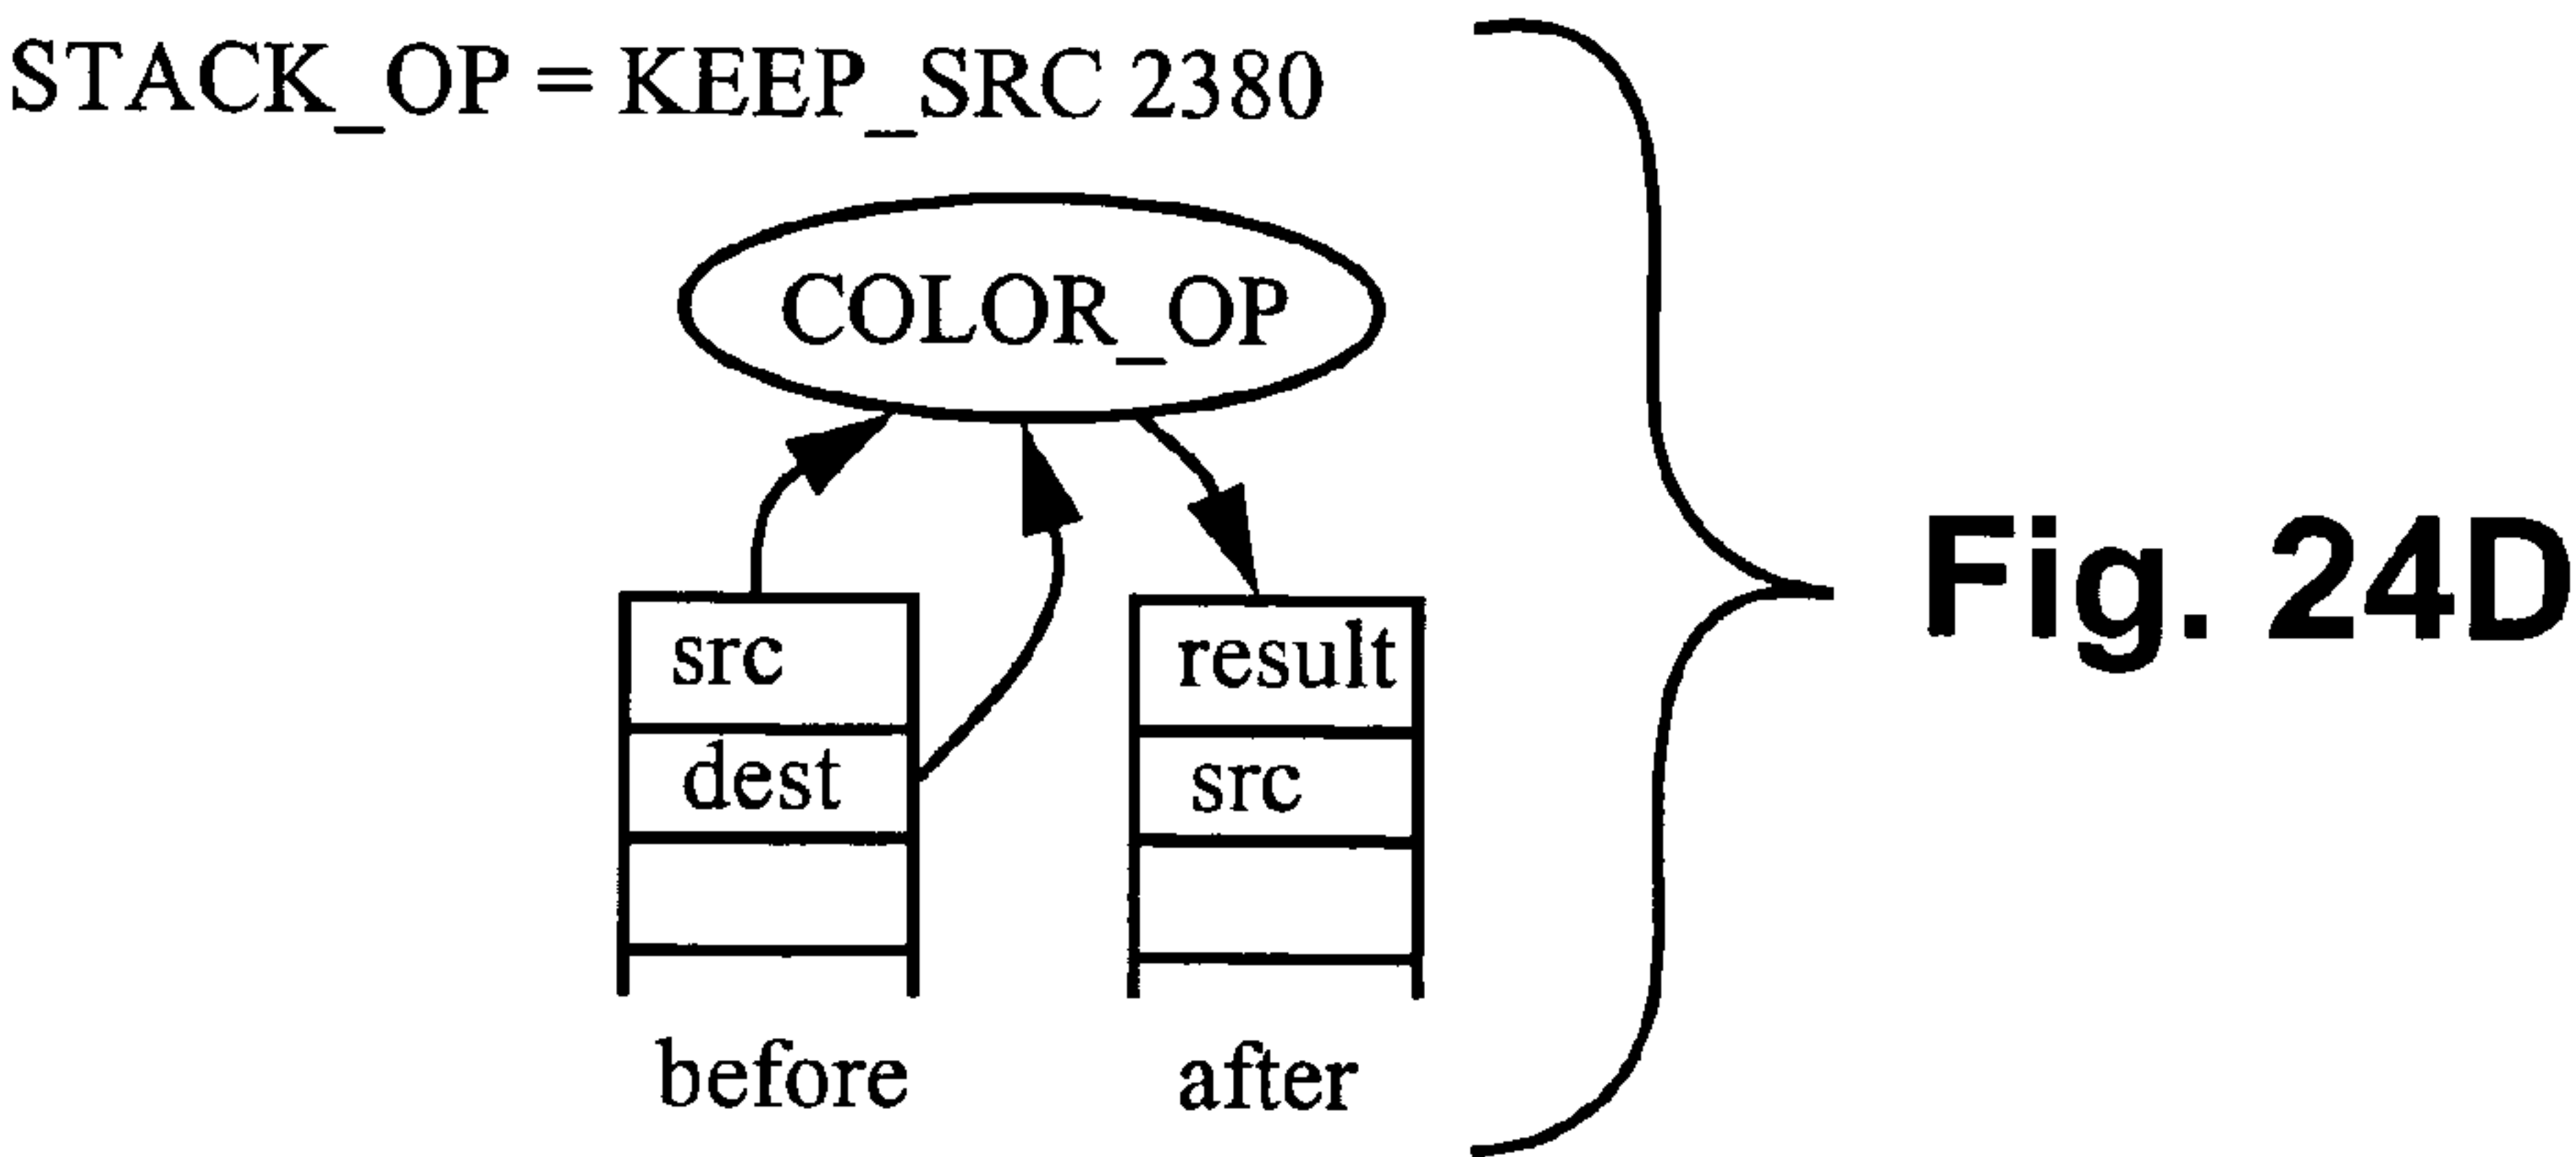 STACK_OP = KEEP_SRC 2380
COLOR_OP
src
dest
result
src
before
after
Fig. 24D